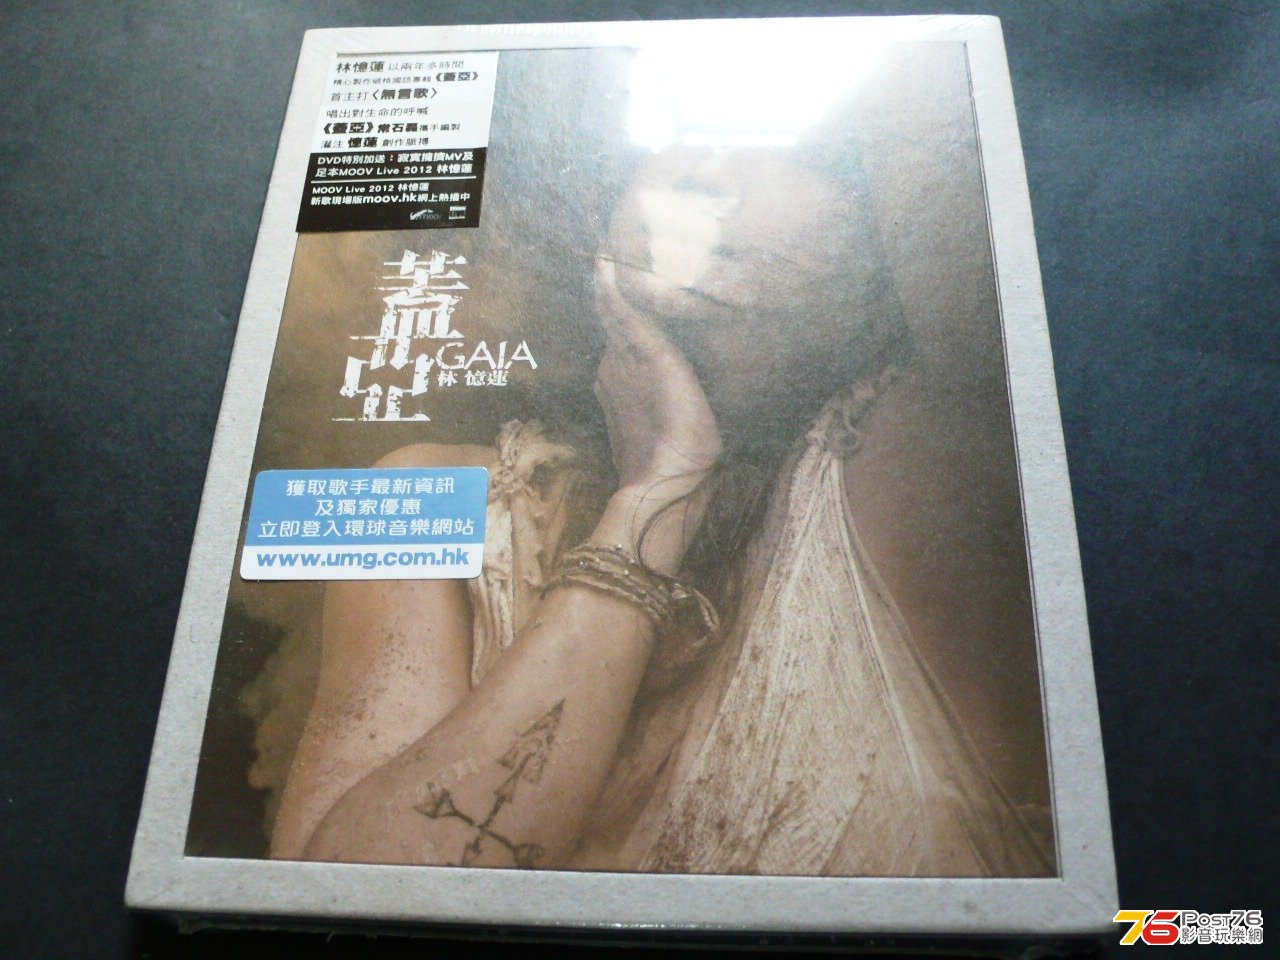 林憶蓮 以兩年多時間
精心製作破格國語專輯《蓋亞》
首主打〈無言歌〉
唱出對生命的呼喊
《蓋亞》常石磊攜手編製
灌注 憶蓮 創作脈搏
DVD特別加送：寂寞擁擠MV及
足本MOOV Live 2012 林憶蓮
MOOV Live 2012 林憶蓮
新歌現場版moov.hk網上熱播中
moov
蓋亞
GAIA
林憶蓮
獲取歌手最新資訊
及獨家優惠
立即登入環球音樂網站
www.umg.com.hk
76 Post76
影音玩樂網